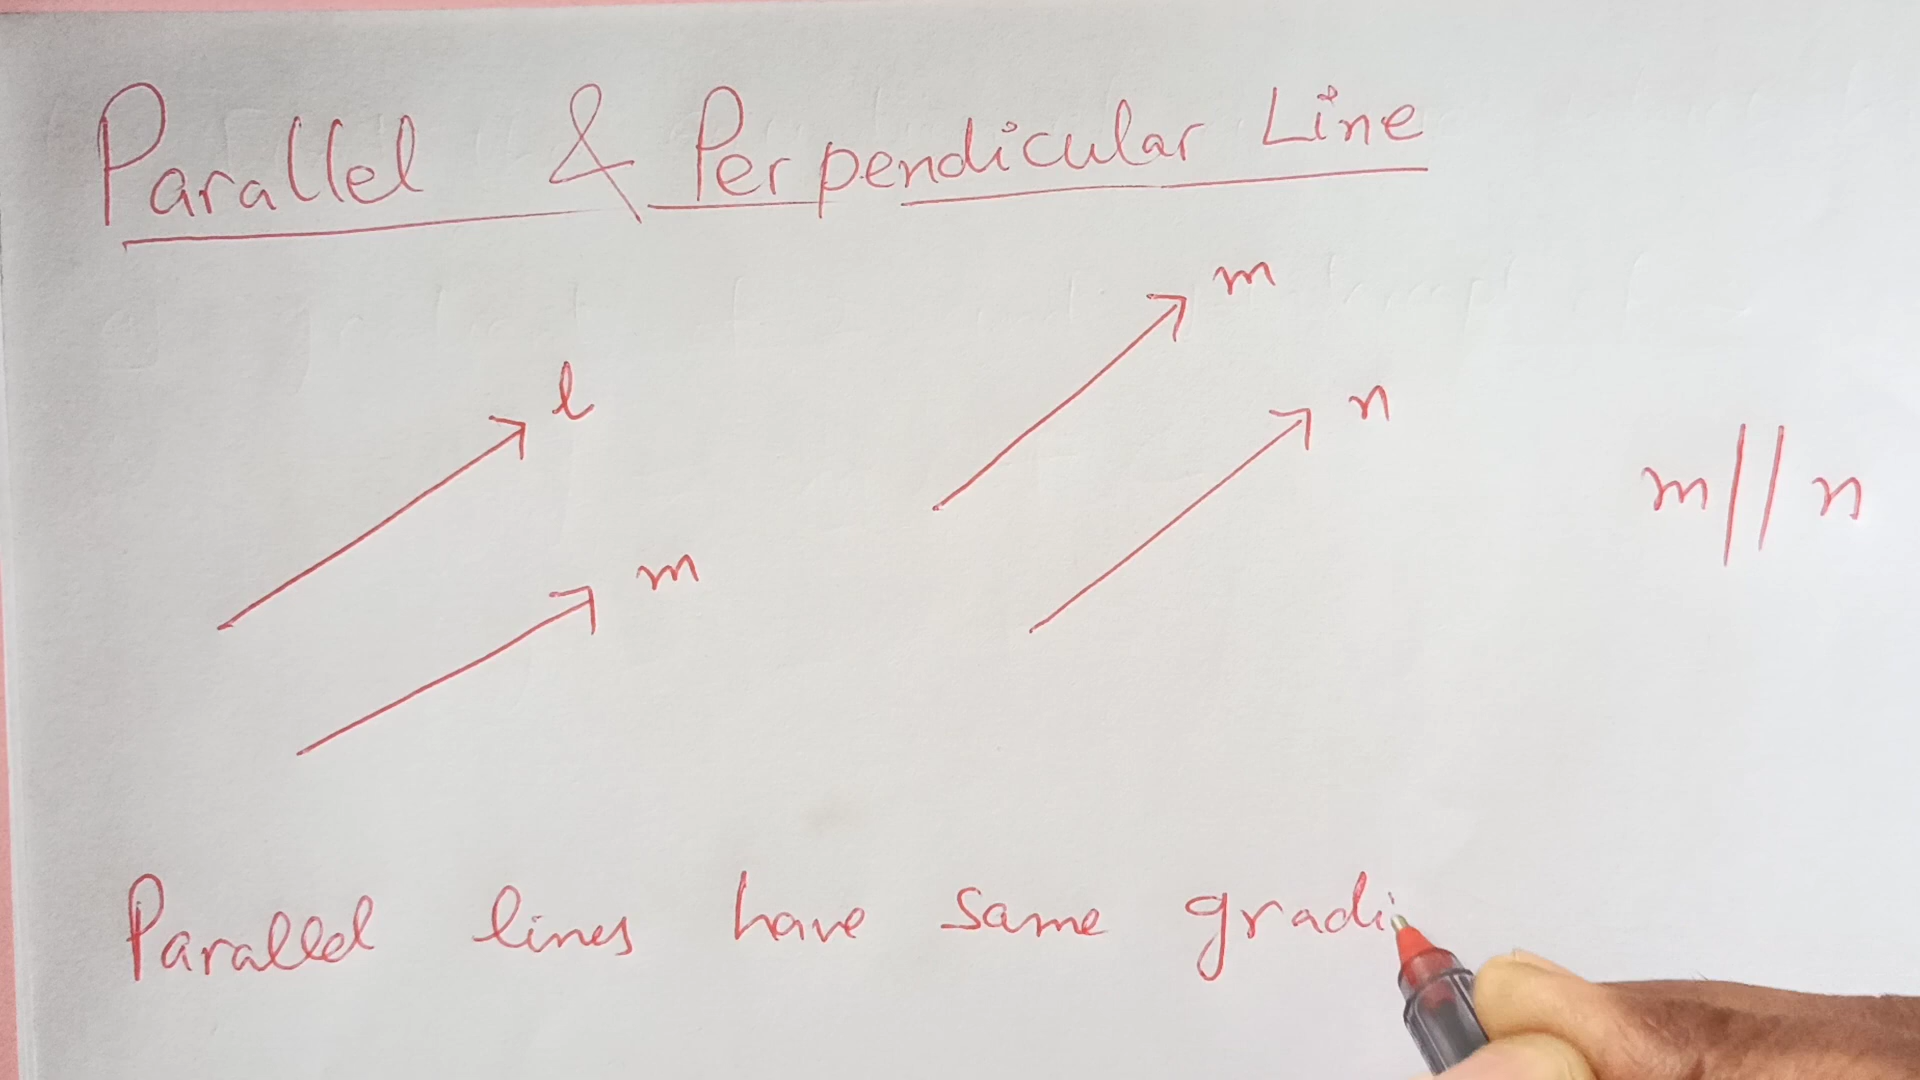 Parallel & Perpendicular Line
m
l
n
m // n
m
Parallel lines have same gradi